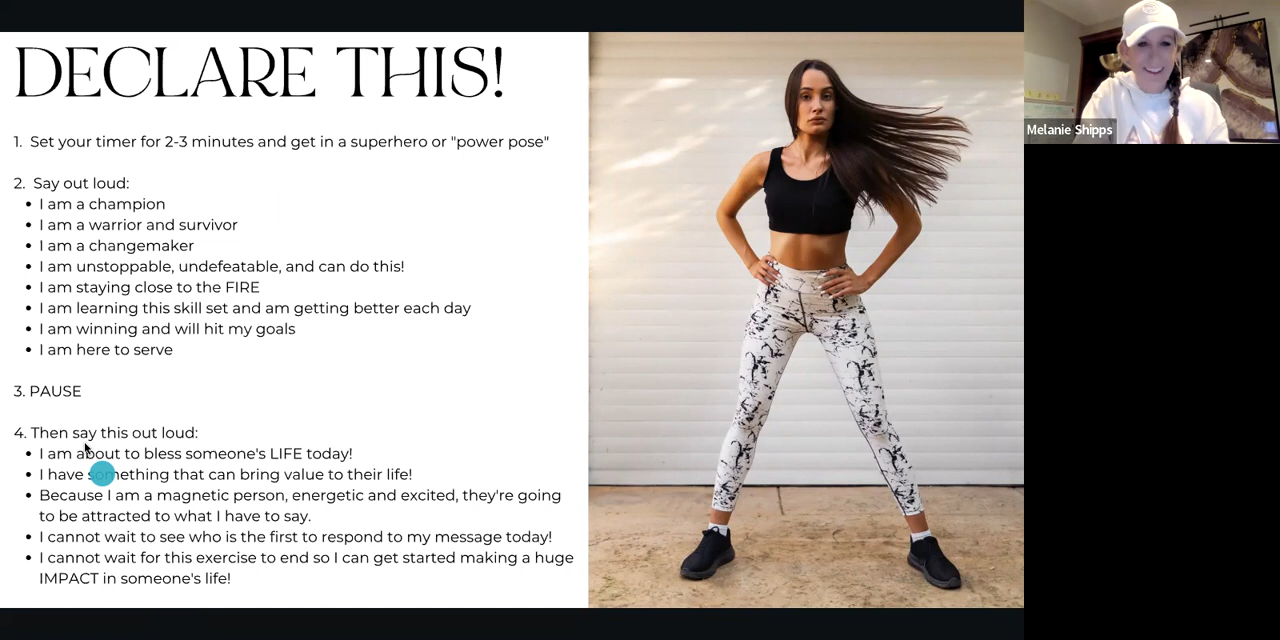 DECLARE THIS!
1. Set your timer for 2-3 minutes and get in a superhero or "power pose"
2. Say out loud:
• I am a champion
• I am a warrior and survivor
• I am a changemaker
• I am unstoppable, undefeatable, and can do this!
• I am staying close to the FIRE
• I am learning this skill set and am getting better each day
• I am winning and will hit my goals
• I am here to serve
3. PAUSE
4. Then say this out loud:
• I am about to bless someone's LIFE today!
• I have something that can bring value to their life!
• Because I am a magnetic person, energetic and excited, they're going
to be attracted to what I have to say.
• I cannot wait to see who is the first to respond to my message today!
• I cannot wait for this exercise to end so I can get started making a huge
IMPACT in someone's life!
Melanie Shipps